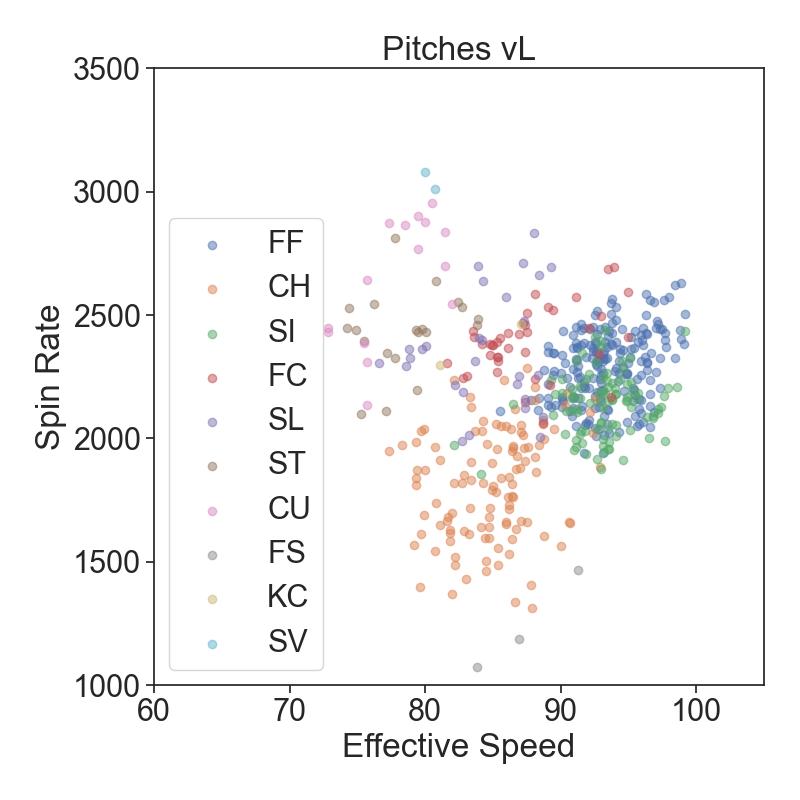 Pitches vL
3500
3000
2500
2000
1500
1000
Spin Rate
FF
CH
SI
FC
SL
ST
CU
FS
KC
SV
60 70 80 90 100
Effective Speed